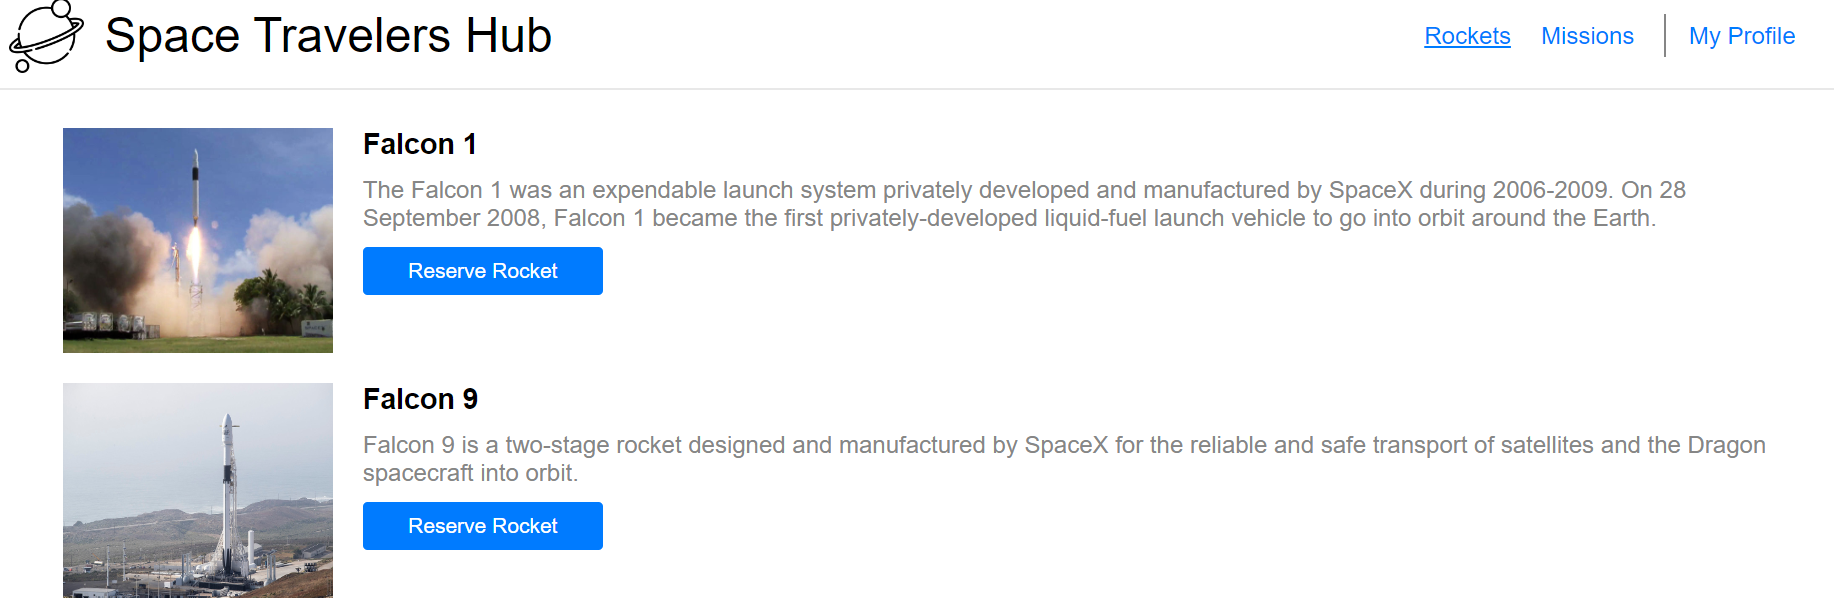 Space Travelers Hub
Rockets Missions My Profile
Falcon 1
The Falcon 1 was an expendable launch system privately developed and manufactured by SpaceX during 2006-2009. On 28
September 2008, Falcon 1 became the first privately-developed liquid-fuel launch vehicle to go into orbit around the Earth.
Reserve Rocket
Falcon 9
Falcon 9 is a two-stage rocket designed and manufactured by SpaceX for the reliable and safe transport of satellites and the Dragon
spacecraft into orbit.
Reserve Rocket